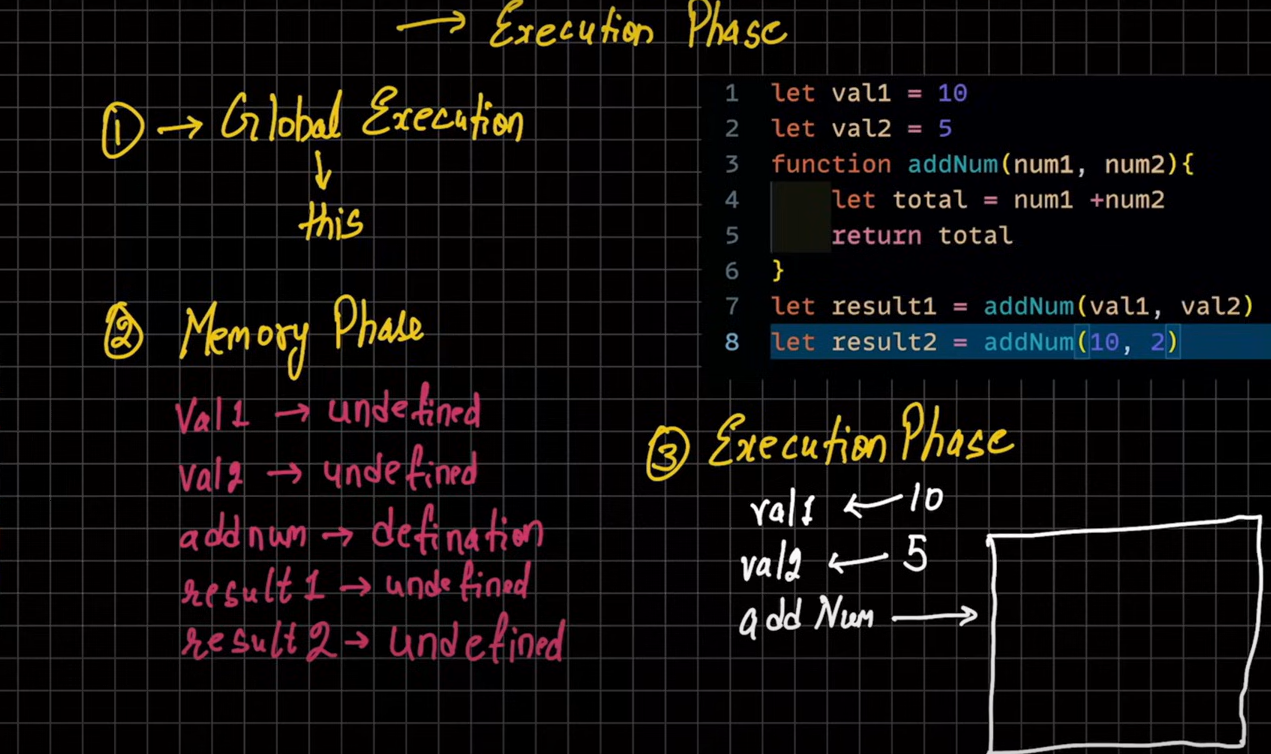 → Execution Phase
① → Global Execution
↓
this
② Memory Phase
Val1 → undefined
val2 → undefined
addnum → defination
result1 → undefined
result2 → undefined
1 let val1 = 10
2 let val2 = 5
3 function addNum(num1, num2){
4 let total = num1 +num2
5 return total
6 }
7 let result1 = addNum(val1, val2)
8 let result2 = addNum(10, 2)
③ Execution Phase
val1 ← 10
val2 ← 5
add Num →